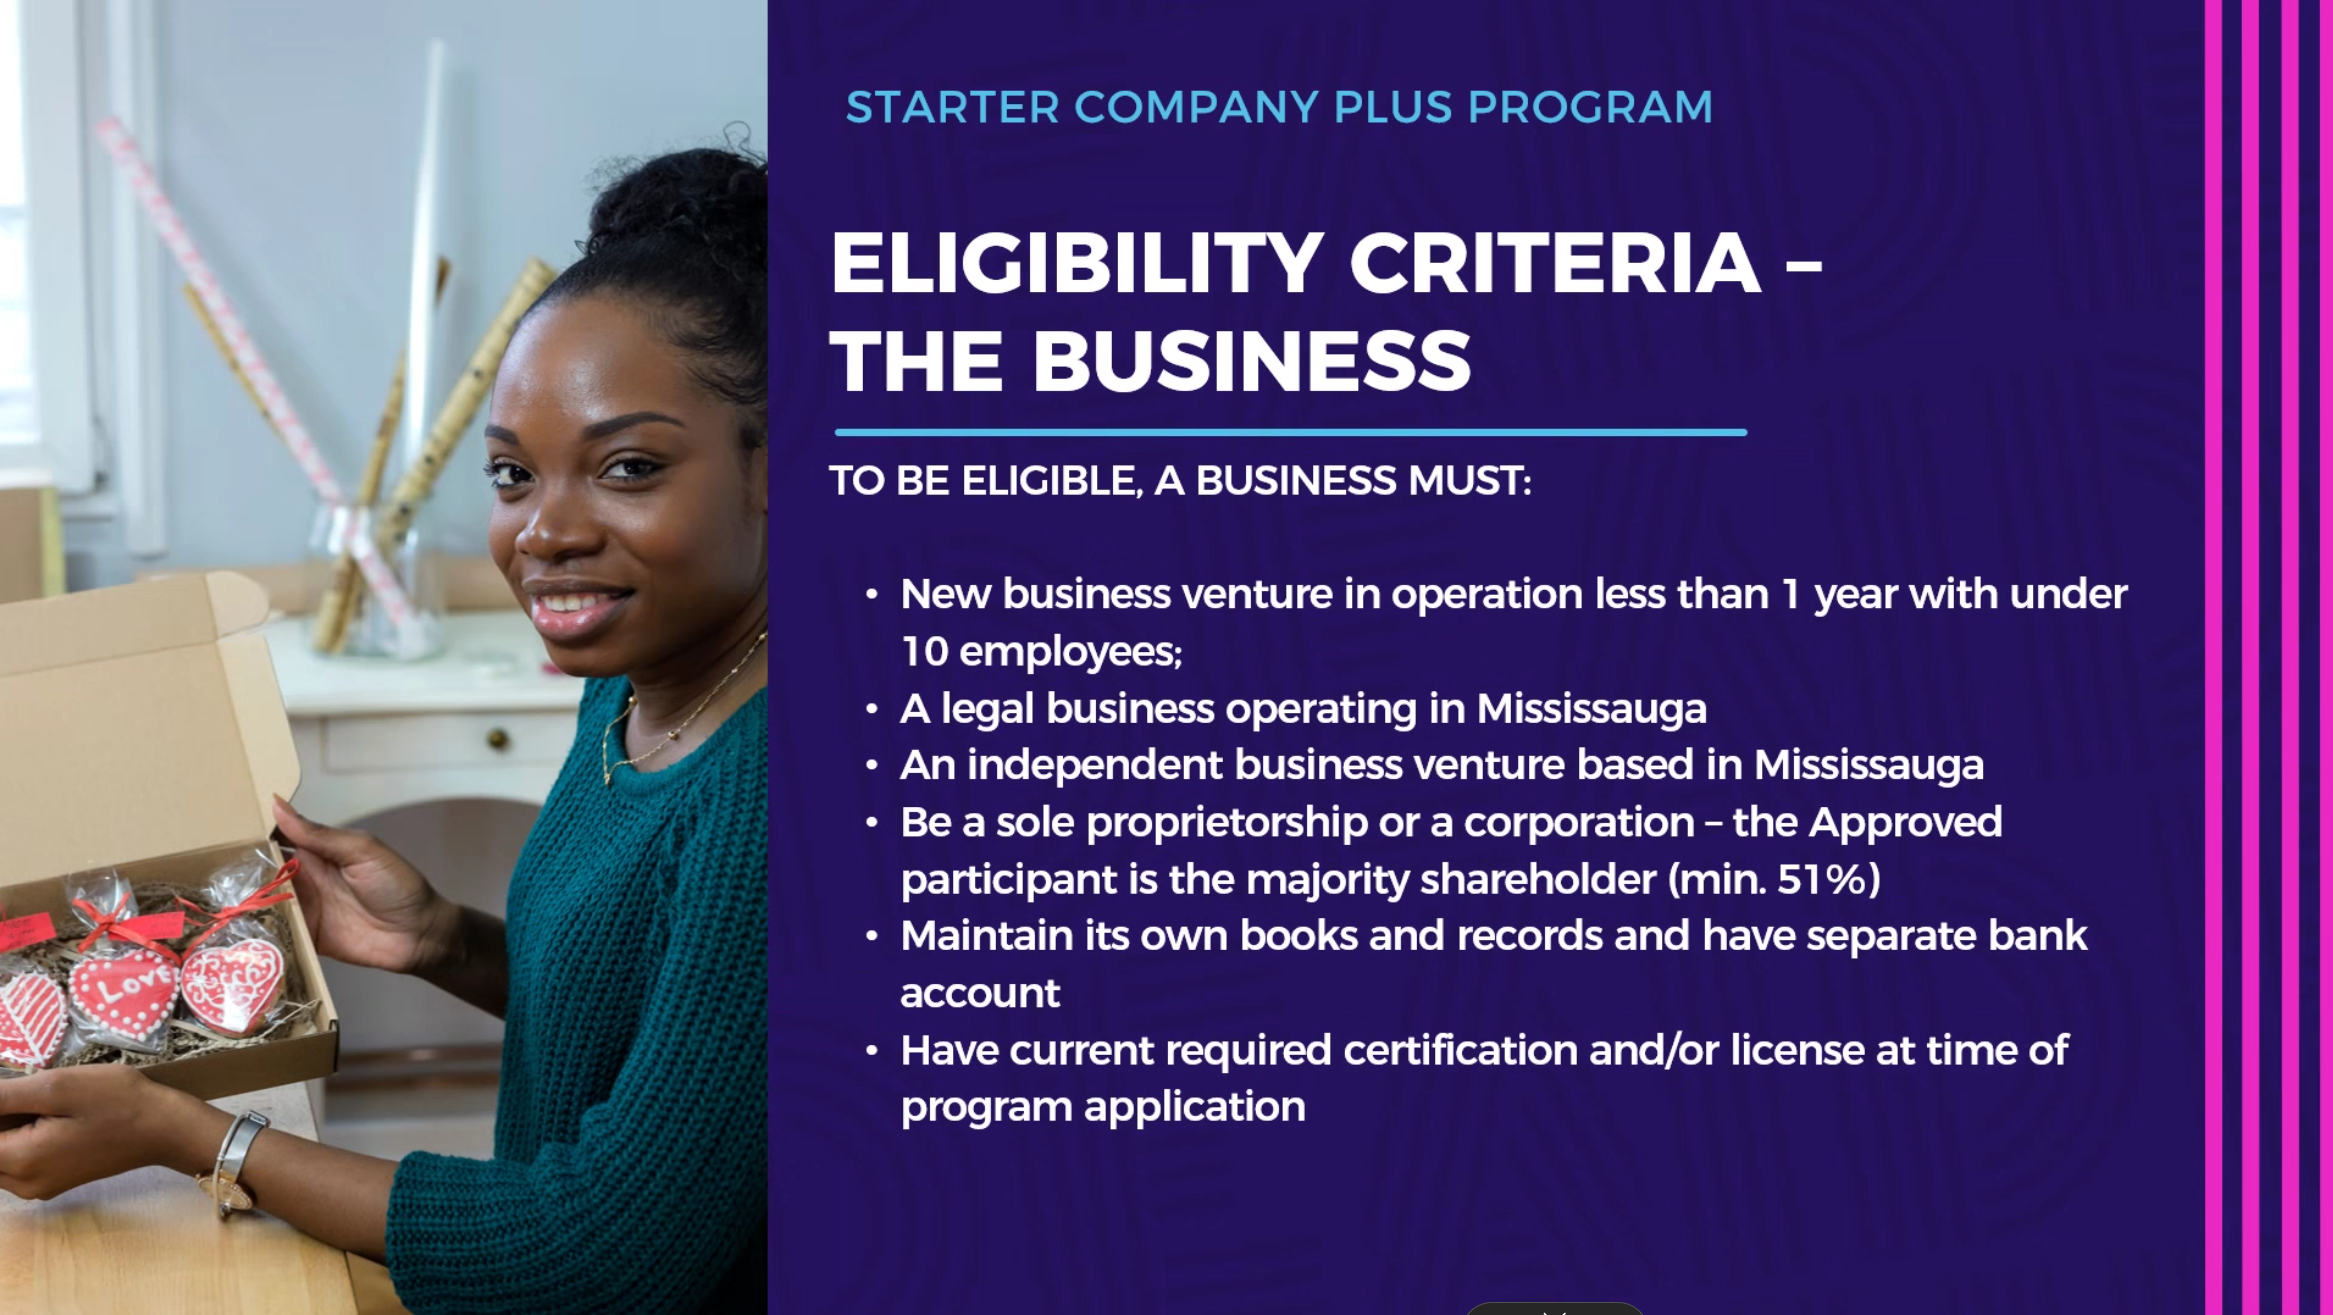 STARTER COMPANY PLUS PROGRAM
ELIGIBILITY CRITERIA –
THE BUSINESS
TO BE ELIGIBLE, A BUSINESS MUST:
• New business venture in operation less than 1 year with under
10 employees;
• A legal business operating in Mississauga
• An independent business venture based in Mississauga
• Be a sole proprietorship or a corporation – the Approved
participant is the majority shareholder (min. 51%)
• Maintain its own books and records and have separate bank
account
• Have current required certification and/or license at time of
program application
Love